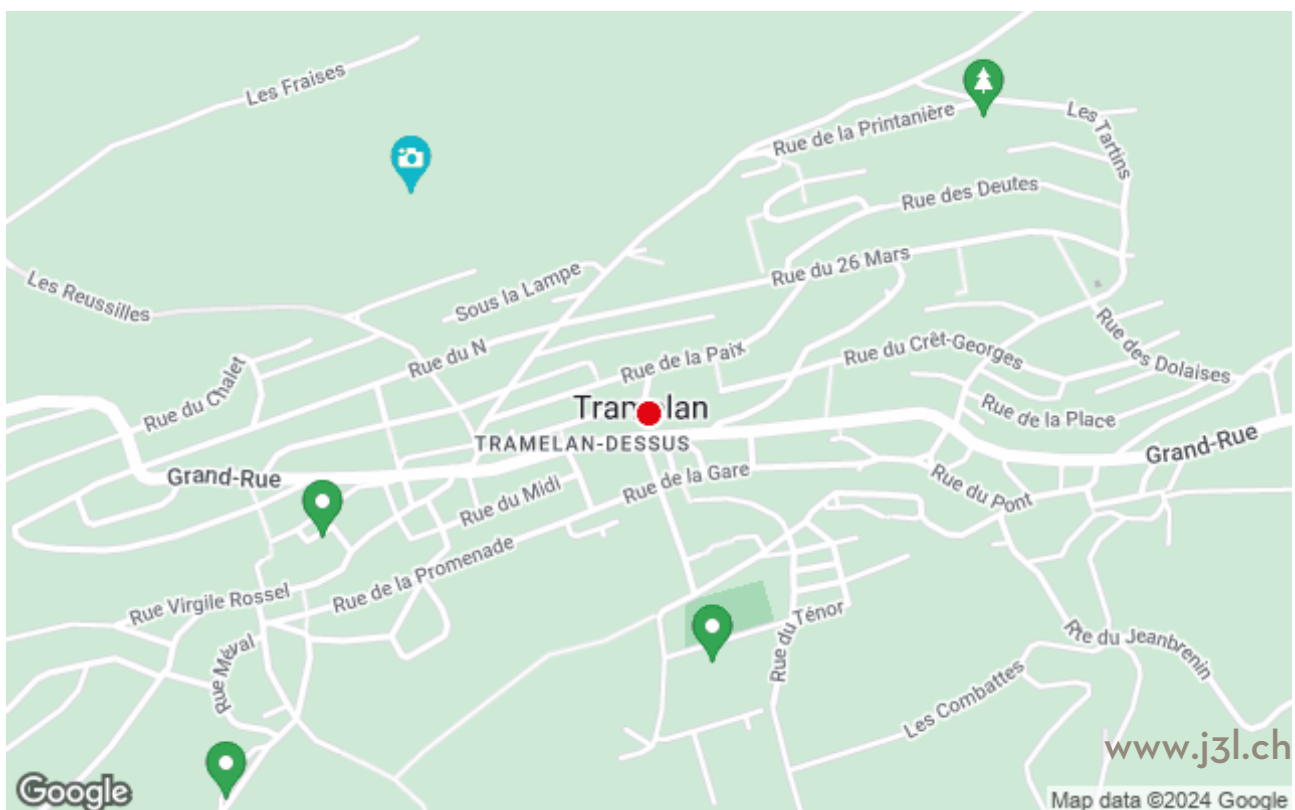 Les Fraises
Rue de la Printanière
Les Tartins
Rue des Deutes
Rue du 26 Mars
Les Reussilles
Sous la Lampe
Rue du N
Rue de la Paix
Rue du Crêt-Georges
Rue des Dolaises
Rue du Chalet
Rue de la Place
TRAMELAN-DESSUS
Grand-Rue
Grand-Rue
Rue de la Gare
Rue du Midi
Rue du Pont
Rue de la Promenade
Rue Virgile Rossel
Rue du Ténor
Rte du Jeanbrenin
Rue Méval
Les Combattes
www.j3l.ch
Google
Map data ©2024 Google